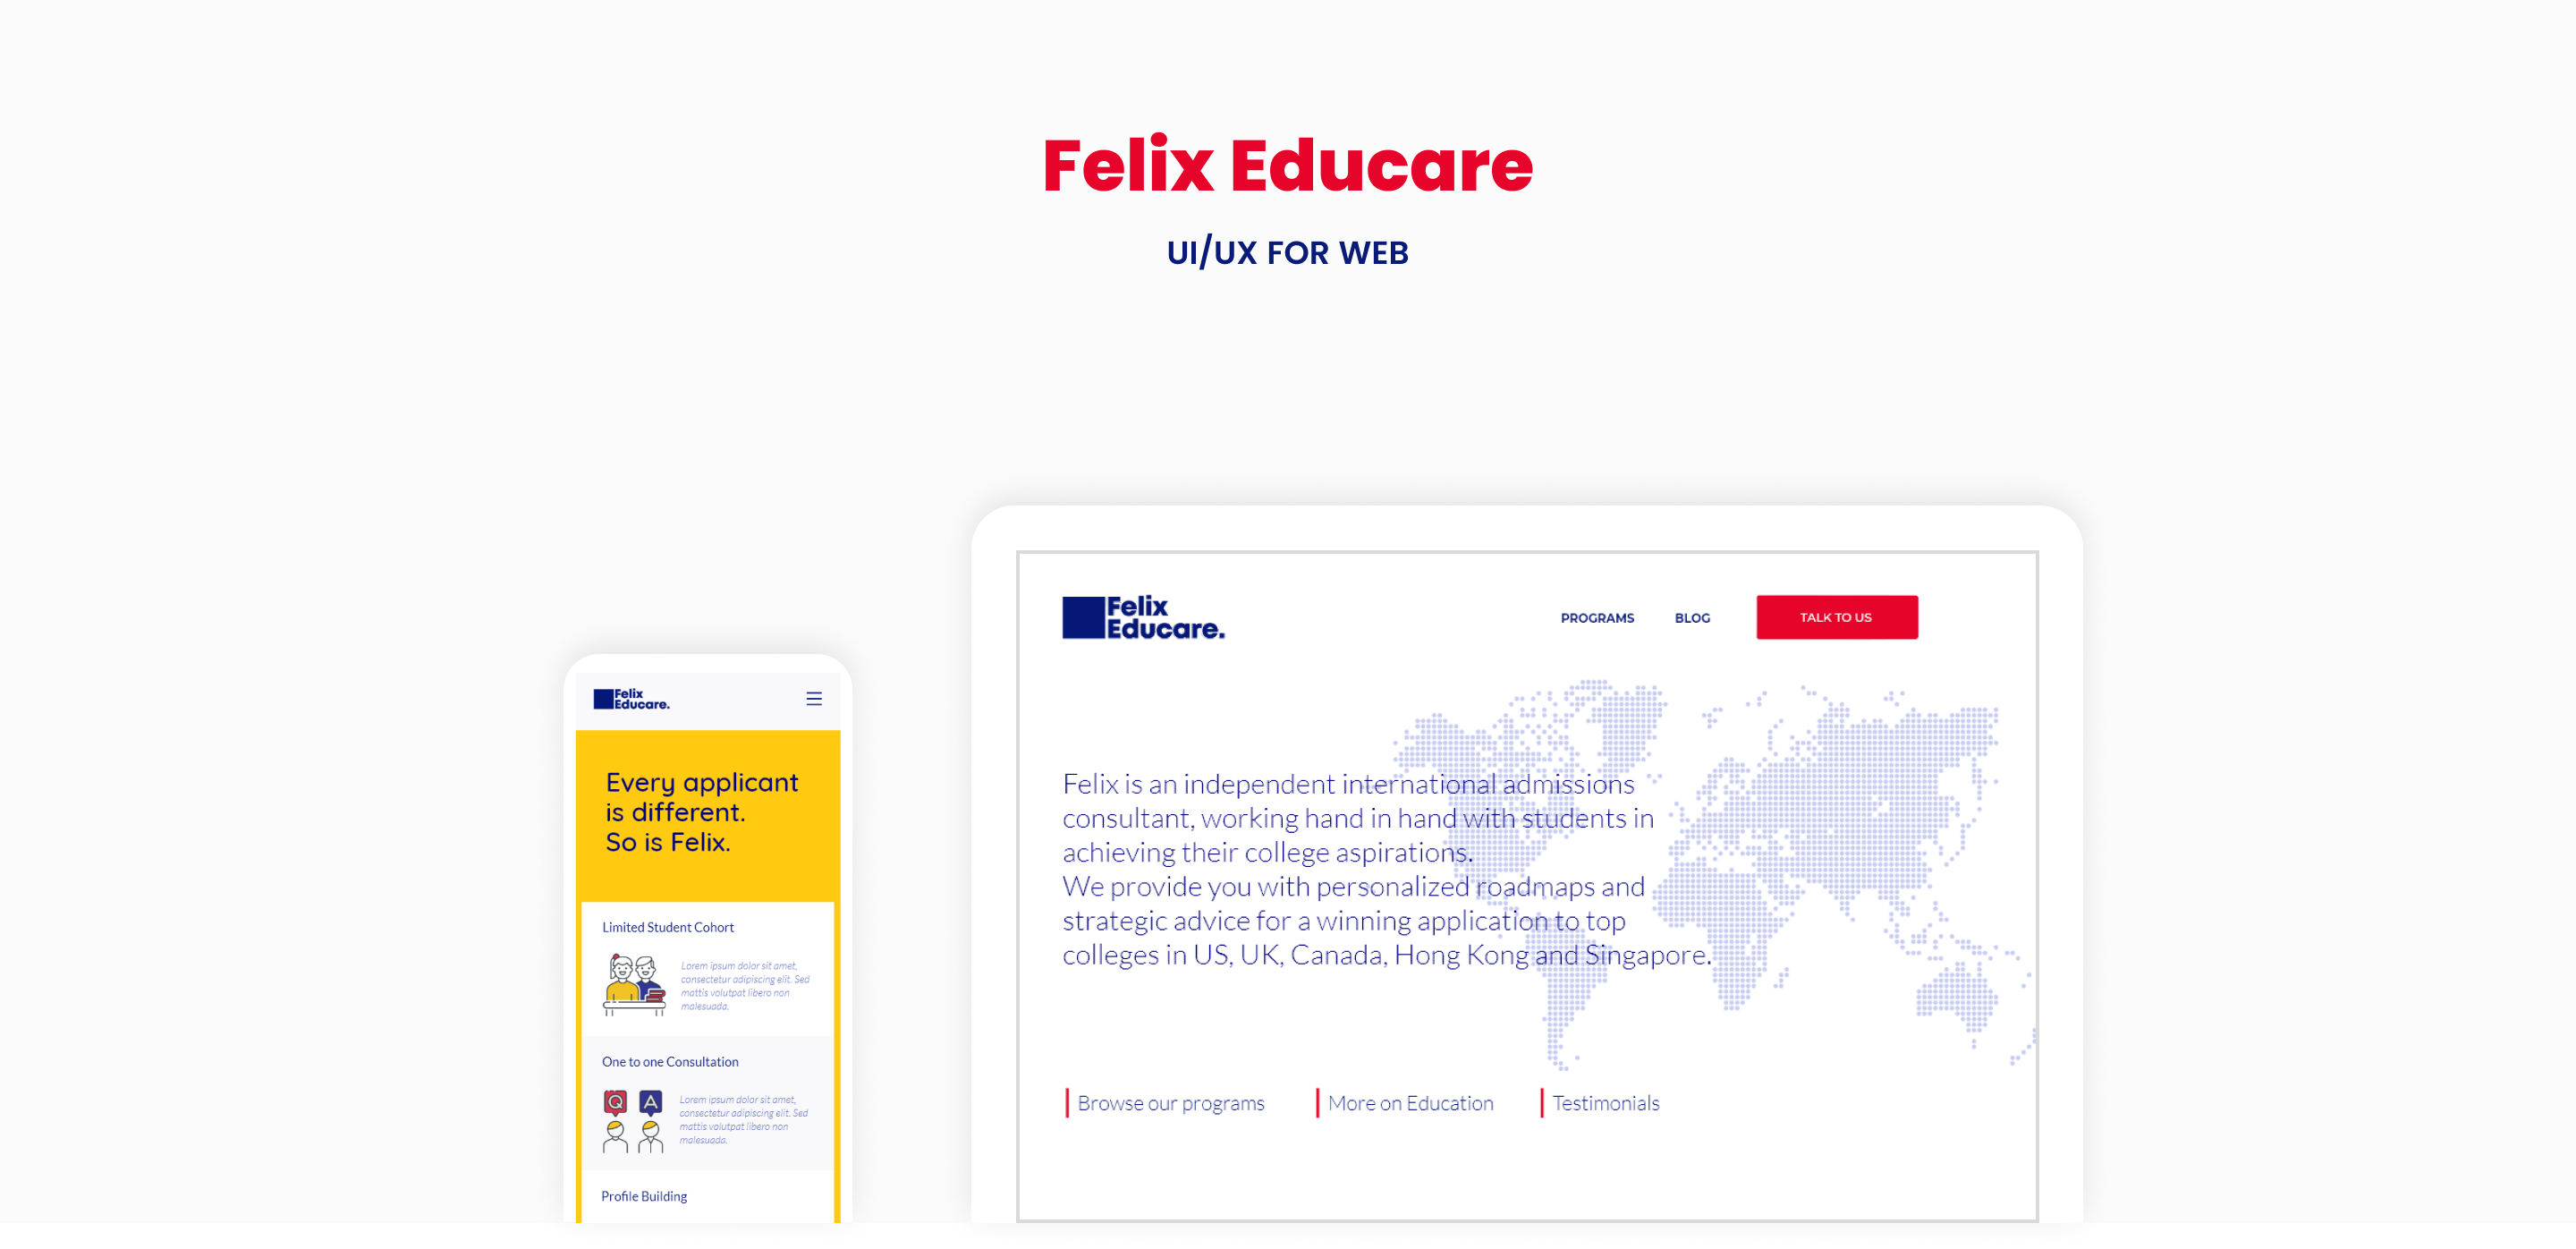 Felix Educare
UI/UX FOR WEB
Felix
Educare.
Every applicant
is different.
So is Felix.
Limited Student Cohort
Lorem ipsum dolor sit amet,
consectetur adipiscing elit. Sed
mattis volutpat libero non
malesuada.
One to one Consultation
Q A
Lorem ipsum dolor sit amet,
consectetur adipiscing elit. Sed
mattis volutpat libero non
malesuada.
Profile Building
Felix
Educare.
PROGRAMS BLOG TALK TO US
Felix is an independent international admissions
consultant, working hand in hand with students in
achieving their college aspirations.
We provide you with personalized roadmaps and
strategic advice for a winning application to top
colleges in US, UK, Canada, Hong Kong and Singapore.
Browse our programs More on Education Testimonials